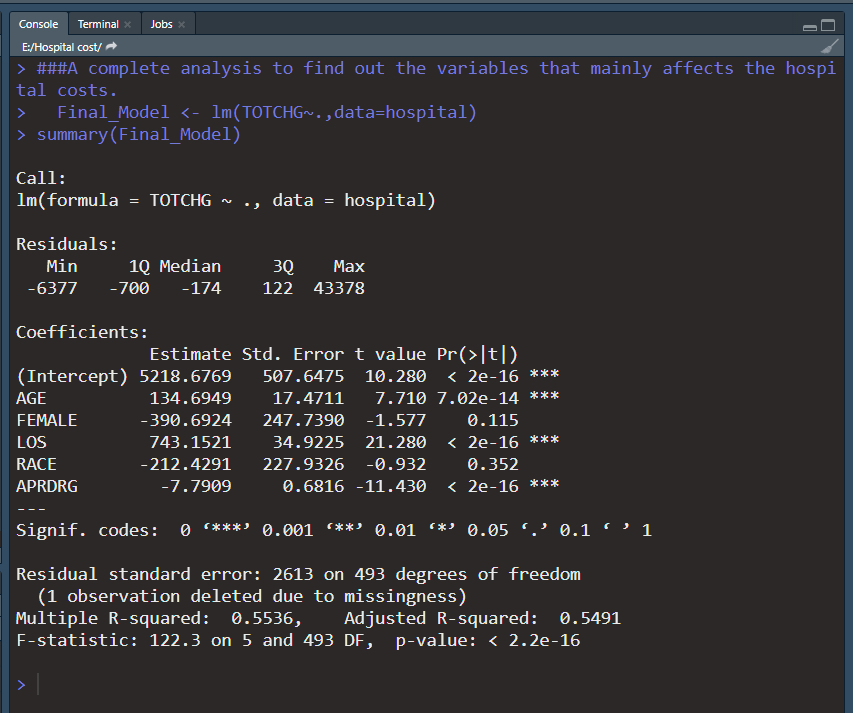 Console Terminal × Jobs ×
E:/Hospital cost/
> ###A complete analysis to find out the variables that mainly affects the hospi
tal costs.
>   Final_Model <- lm(TOTCHG~.,data=hospital)
> summary(Final_Model)
Call:
lm(formula = TOTCHG ~ ., data = hospital)
Residuals:
   Min     1Q Median     3Q    Max
 -6377   -700   -174    122  43378
Coefficients:
             Estimate Std. Error t value Pr(>|t|)
(Intercept) 5218.6769   507.6475  10.280  < 2e-16 ***
AGE          134.6949    17.4711   7.710 7.02e-14 ***
FEMALE      -390.6924   247.7390  -1.577    0.115
LOS          743.1521    34.9225  21.280  < 2e-16 ***
RACE        -212.4291   227.9326  -0.932    0.352
APRDRG        -7.7909     0.6816 -11.430  < 2e-16 ***
---
Signif. codes:  0 ‘***’ 0.001 ‘**’ 0.01 ‘*’ 0.05 ‘.’ 0.1 ‘ ’ 1
Residual standard error: 2613 on 493 degrees of freedom
  (1 observation deleted due to missingness)
Multiple R-squared:  0.5536,    Adjusted R-squared:  0.5491
F-statistic: 122.3 on 5 and 493 DF,  p-value: < 2.2e-16
>